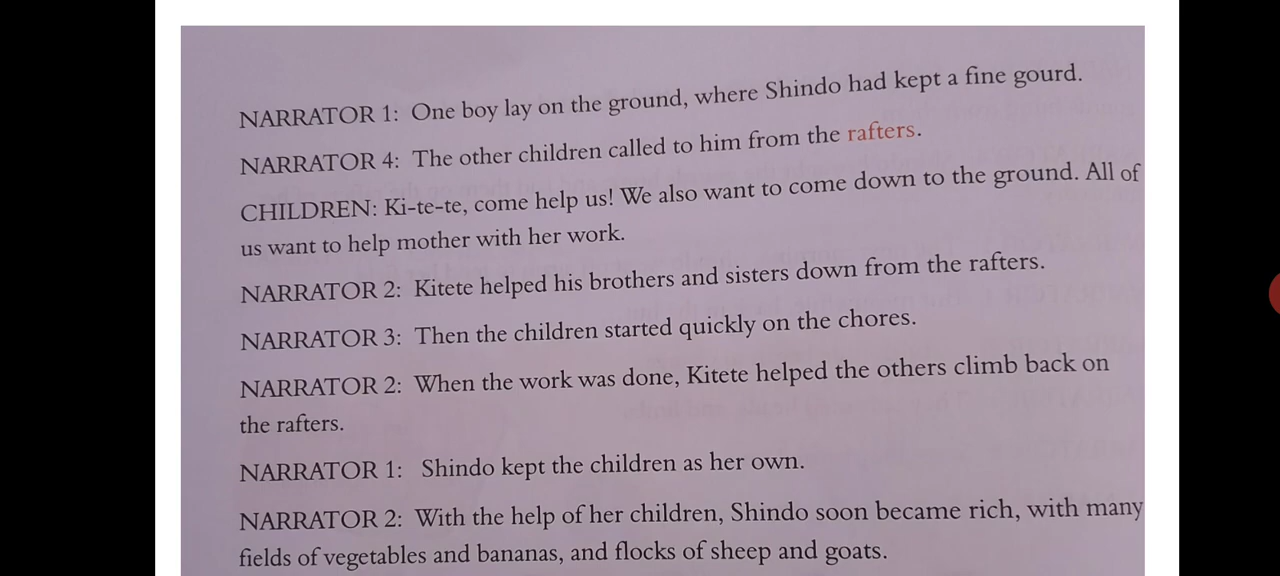 NARRATOR 1: One boy lay on the ground, where Shindo had kept a fine gourd.
NARRATOR 4: The other children called to him from the rafters.
CHILDREN: Ki-te-te, come help us! We also want to come down to the ground. All of
us want to help mother with her work.
NARRATOR 2: Kitete helped his brothers and sisters down from the rafters.
NARRATOR 3: Then the children started quickly on the chores.
NARRATOR 2: When the work was done, Kitete helped the others climb back on
the rafters.
NARRATOR 1: Shindo kept the children as her own.
NARRATOR 2: With the help of her children, Shindo soon became rich, with many
fields of vegetables and bananas, and flocks of sheep and goats.